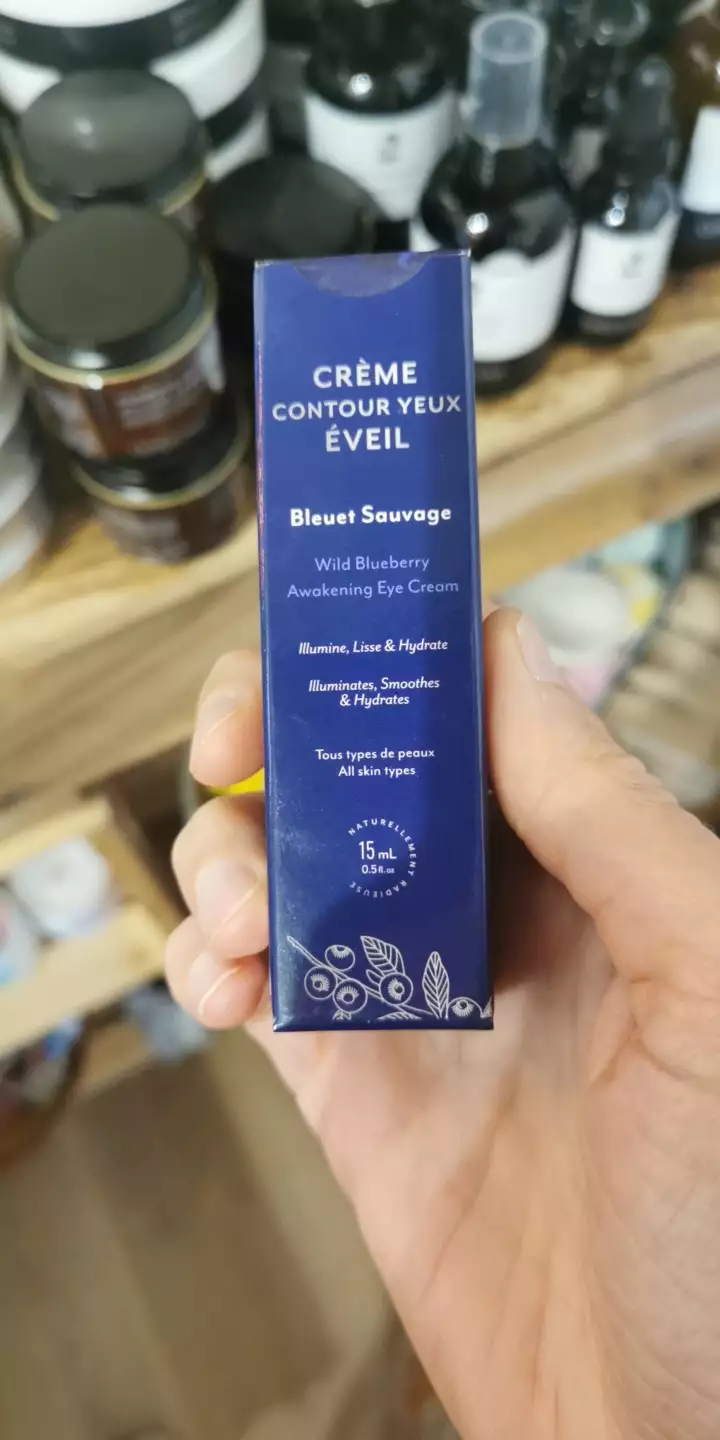 CRÈME
CONTOUR YEUX
ÉVEIL
Bleuet Sauvage
Wild Blueberry
Awakening Eye Cream
Illumine, Lisse & Hydrate
Illuminates, Smoothes
& Hydrates
Tous types de peaux
All skin types
NATURELLEMENT RADIEUSE
15 mL
0.5 fl.oz